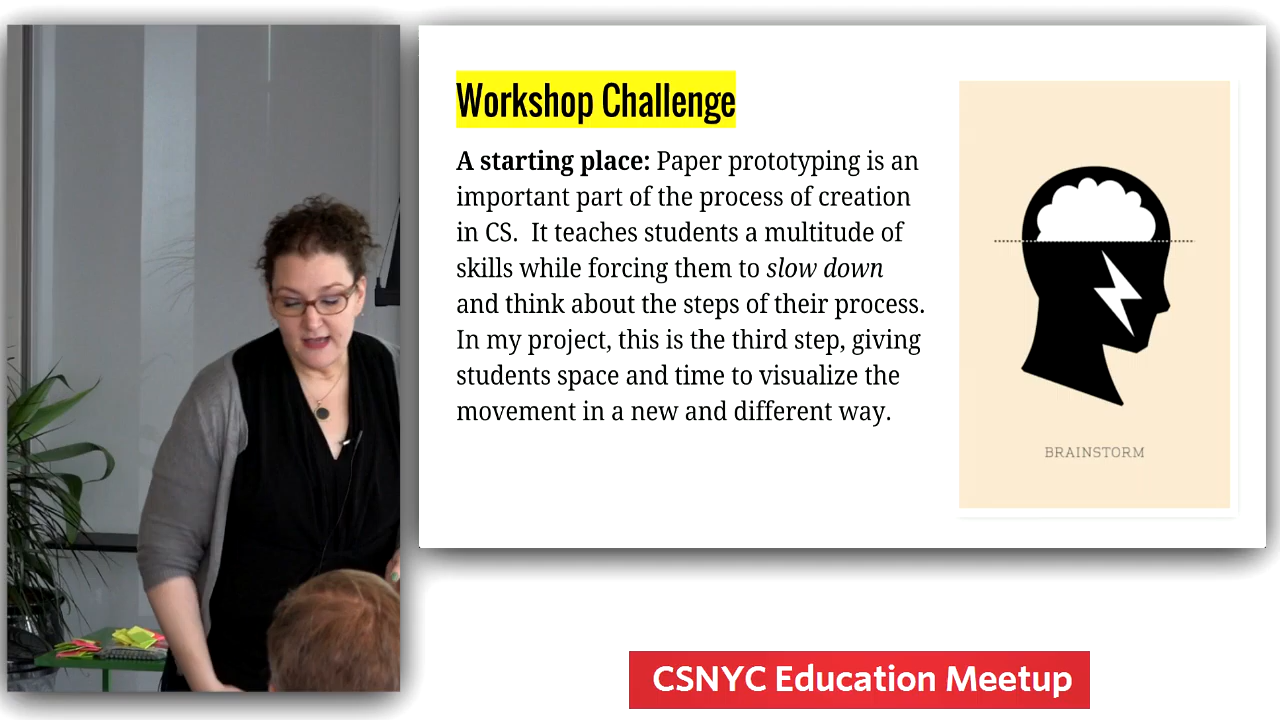 Workshop Challenge
A starting place: Paper prototyping is an
important part of the process of creation
in CS.  It teaches students a multitude of
skills while forcing them to slow down
and think about the steps of their process.
In my project, this is the third step, giving
students space and time to visualize the
movement in a new and different way.
BRAINSTORM
CSNYC Education Meetup